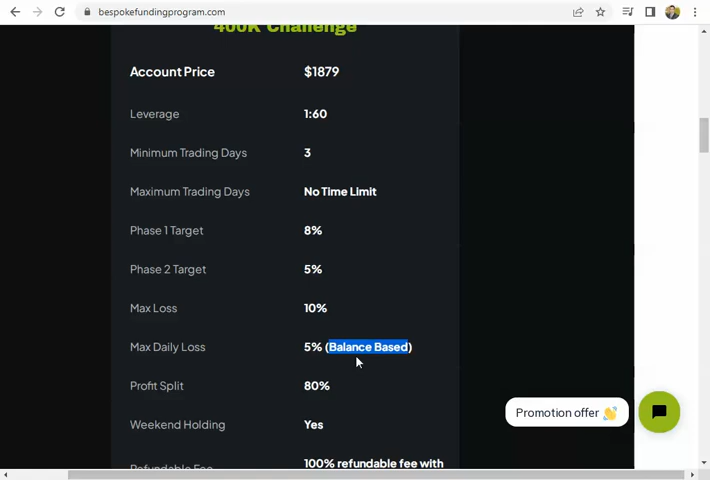 bespokefundingprogram.com
400K Challenge
Account Price $1879
Leverage 1:60
Minimum Trading Days 3
Maximum Trading Days No Time Limit
Phase 1 Target 8%
Phase 2 Target 5%
Max Loss 10%
Max Daily Loss 5% (Balance Based)
Profit Split 80%
Promotion offer 👋
Weekend Holding Yes
Refundable Fee 100% refundable fee with